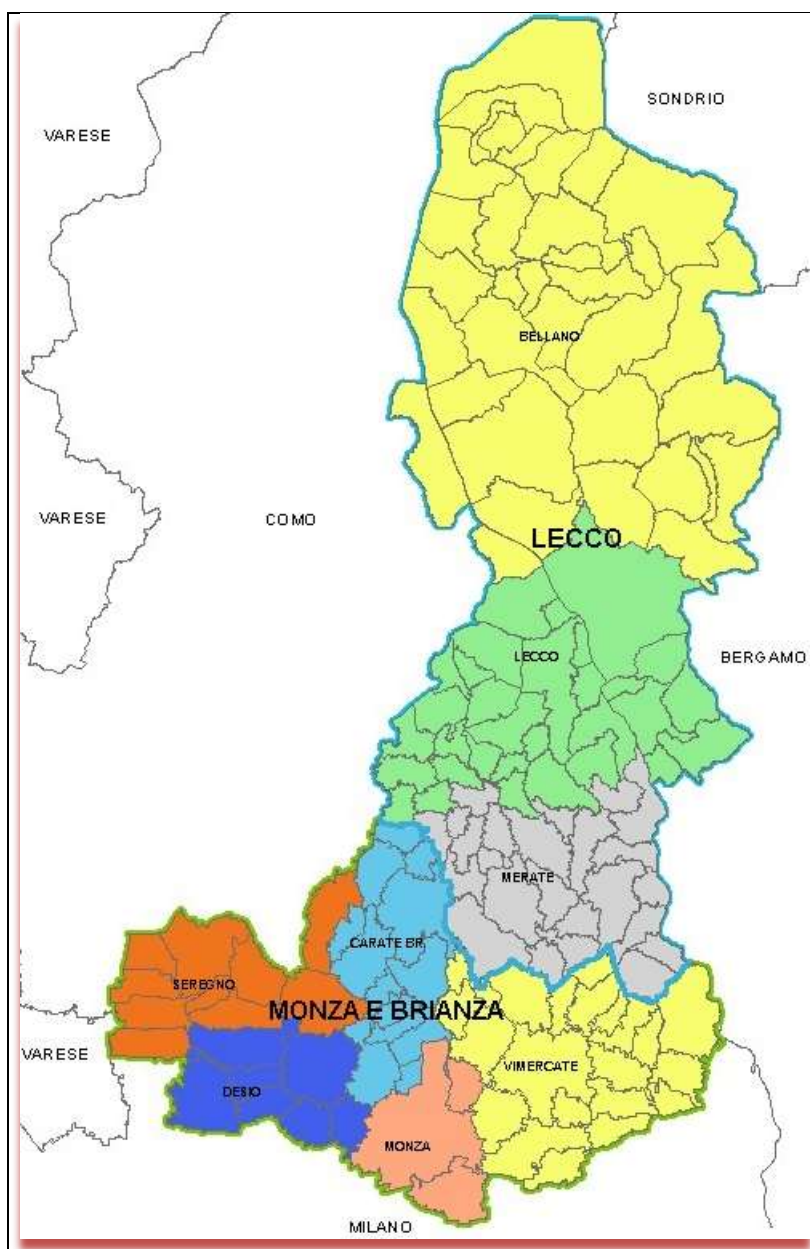 SONDRIO
VARESE
BELLANO
VARESE
COMO
LECCO
LECCO
BERGAMO
MERATE
CARATE BR.
SEREGNO
MONZA E BRIANZA
VARESE
VIMERCATE
DESIO
MONZA
MILANO